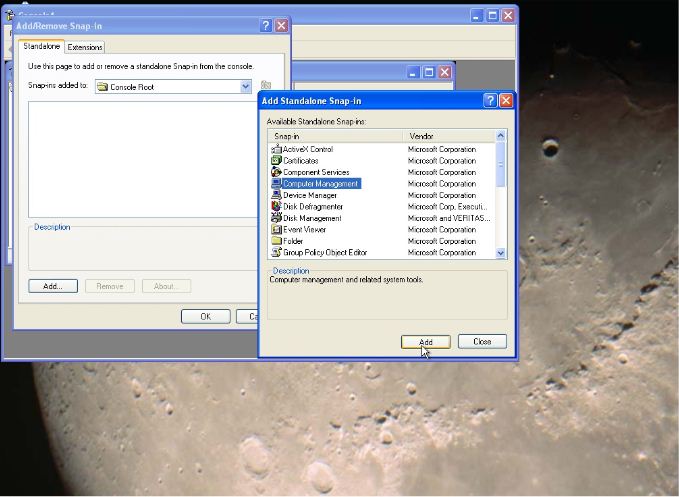 Console1
Add/Remove Snap-in
Standalone
Extensions
Use this page to add or remove a standalone Snap-in from the console.
Snap-ins added to:
Console Root
Description
Add...
Remove
About...
OK
Add Standalone Snap-in
Available Standalone Snap-ins:
Snap-in Vendor
ActiveX Control Microsoft Corporation
Certificates Microsoft Corporation
Component Services Microsoft Corporation
Computer Management Microsoft Corporation
Device Manager Microsoft Corporation
Disk Defragmenter Microsoft Corp, Executi...
Disk Management Microsoft and VERITAS...
Event Viewer Microsoft Corporation
Folder Microsoft Corporation
Group Policy Object Editor Microsoft Corporation
Description
Computer management and related system tools.
Add
Close